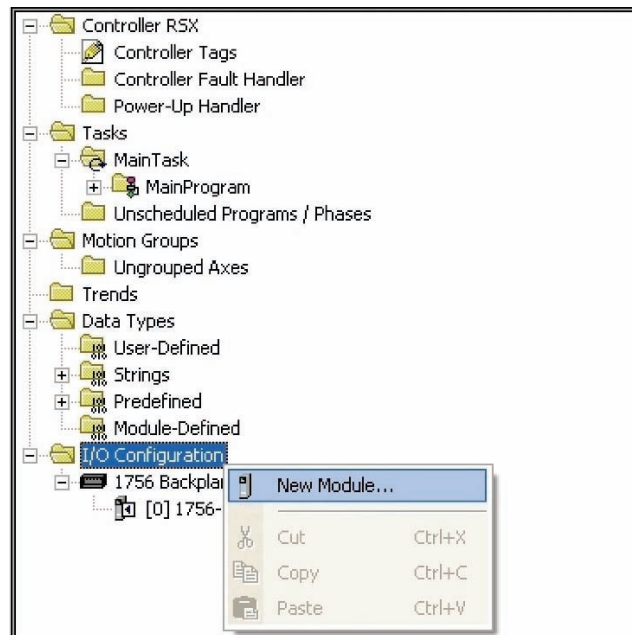 Controller RSX
Controller Tags
Controller Fault Handler
Power-Up Handler
Tasks
MainTask
MainProgram
Unscheduled Programs / Phases
Motion Groups
Ungrouped Axes
Trends
Data Types
User-Defined
Strings
Predefined
Module-Defined
I/O Configuration
1756 Backpla
[0] 1756-
New Module...
Cut Ctrl+X
Copy Ctrl+C
Paste Ctrl+V